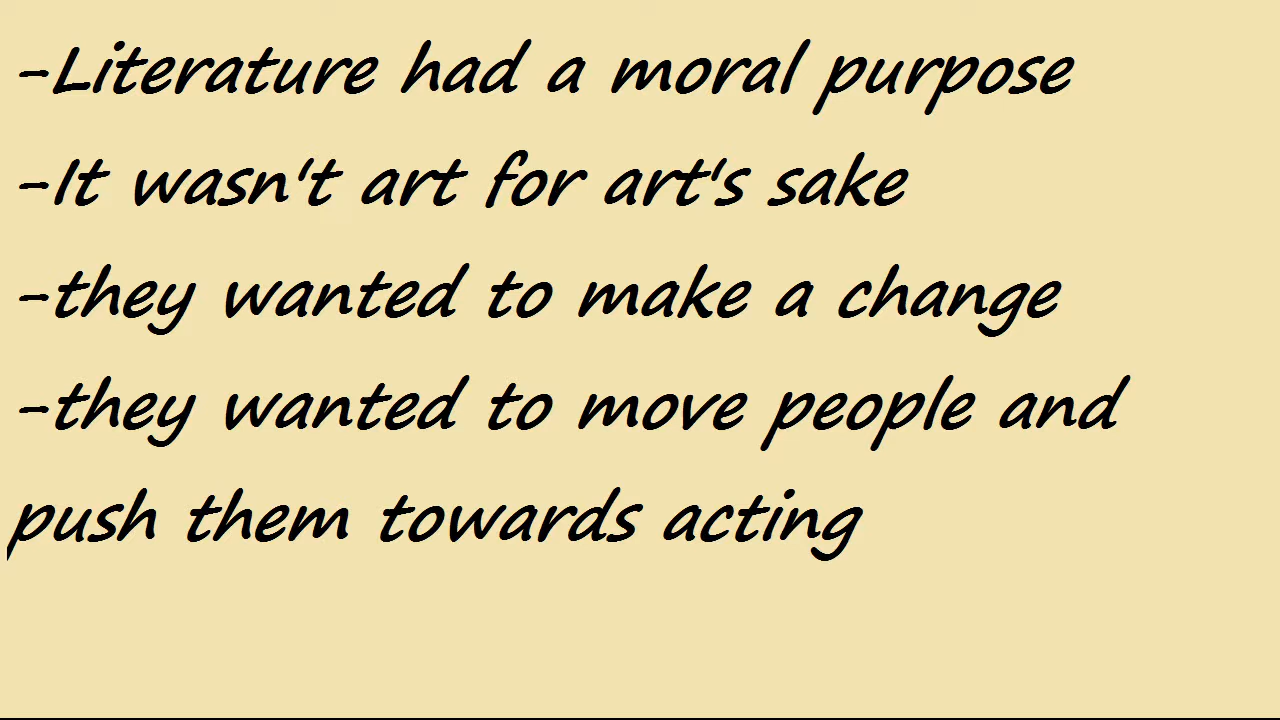 -Literature had a moral purpose
-It wasn't art for art's sake
-they wanted to make a change
-they wanted to move people and
push them towards acting